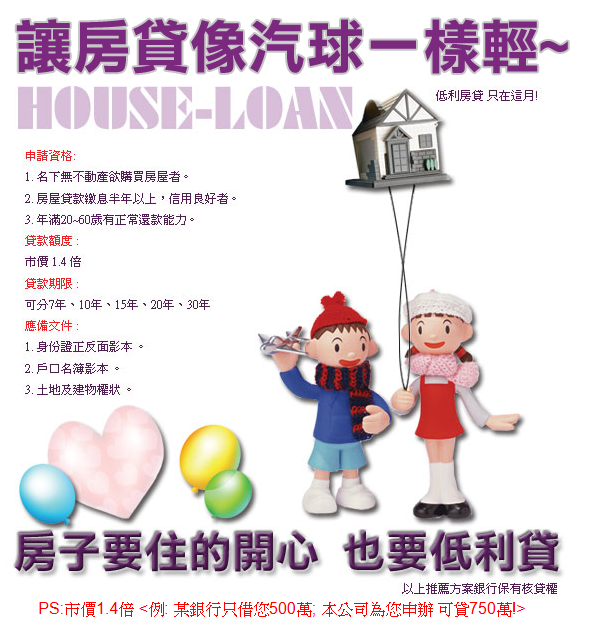 讓房貸像汽球一樣輕~
HOUSE-LOAN
低利房貸 只在這月!
申請資格:
1. 名下無不動產欲購買房屋者。
2. 房屋貸款繳息半年以上，信用良好者。
3. 年滿20~60歲有正常還款能力。
貸款額度 :
市價 1.4 倍
貸款期限 :
可分7年、10年、15年、20年、30年
應備文件 :
1. 身份證正反面影本 。
2. 戶口名簿影本 。
3. 土地及建物權狀 。
房子要住的開心 也要低利貸
以上推薦方案銀行保有核貸權
PS:市價1.4倍 <例: 某銀行只借您500萬; 本公司為您申辦 可貸750萬!>